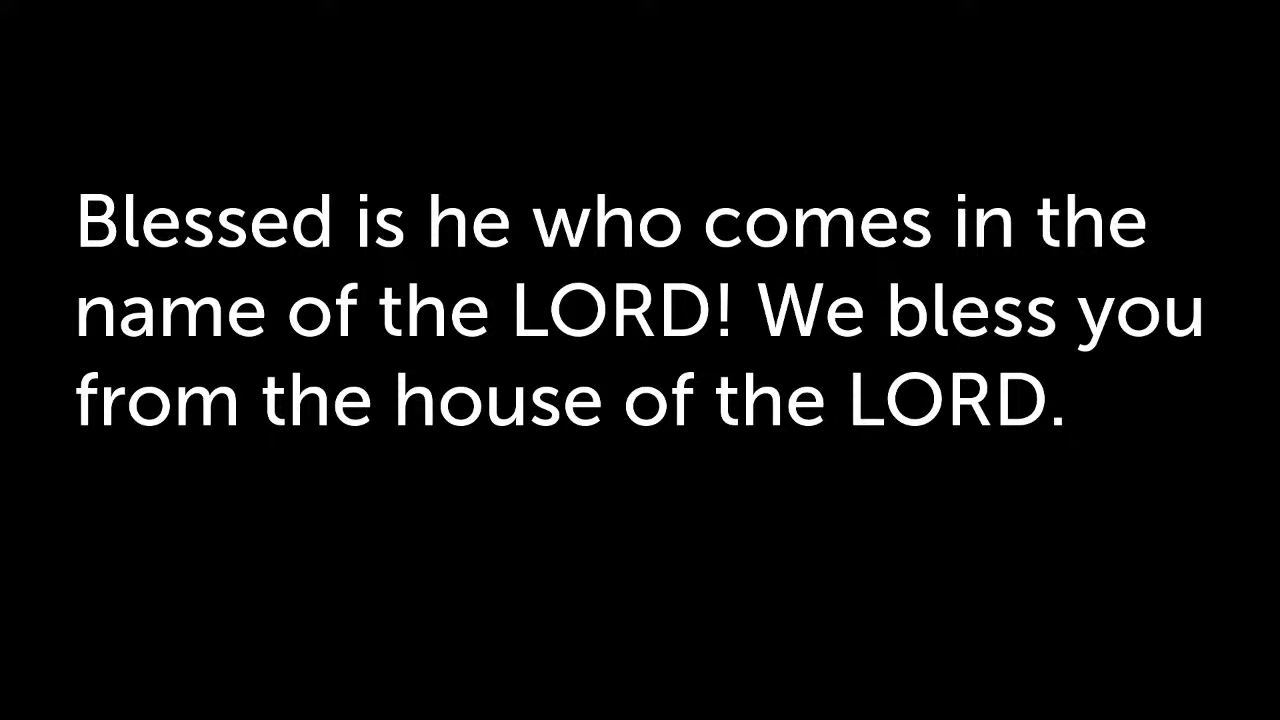 Blessed is he who comes in the
name of the LORD! We bless you
from the house of the LORD.